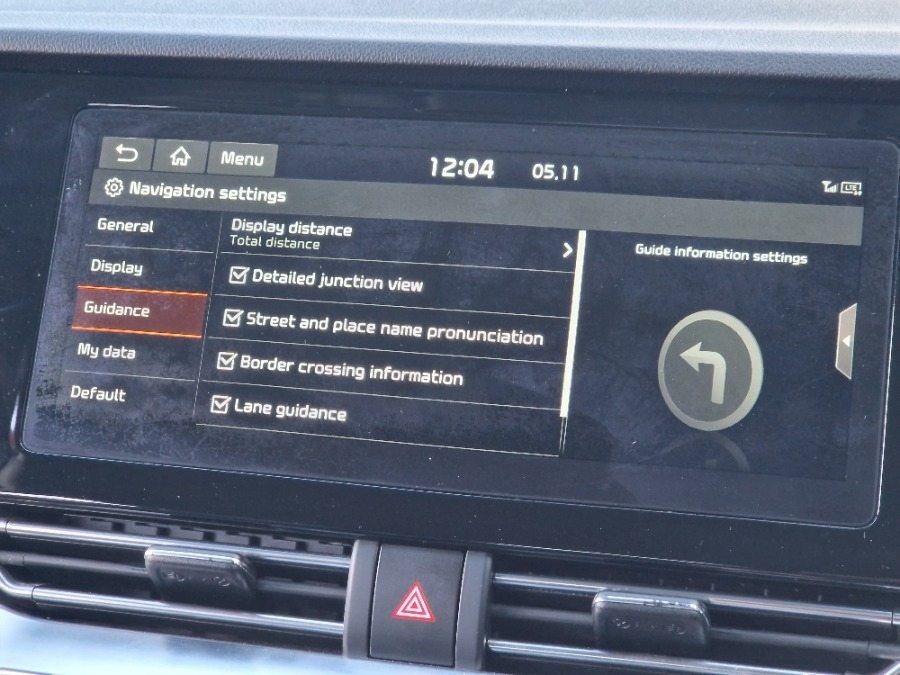 Menu
12:04
05.11
LTE
Navigation settings
General
Display
Guidance
My data
Default
Display distance
Total distance
Detailed junction view
Street and place name pronunciation
Border crossing information
Lane guidance
Guide information settings